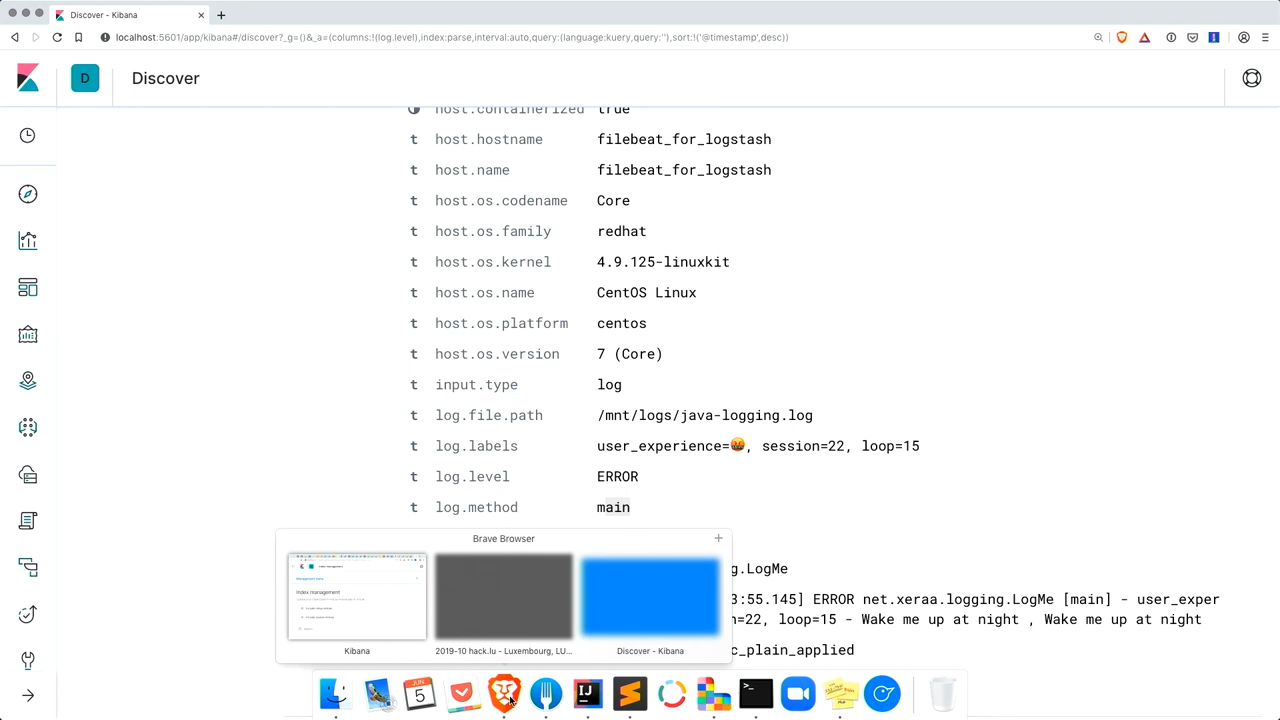 Discover - Kibana
localhost:5601/app/kibana#/discover?_g=()&_a=(columns:!(log.level),index:parse,interval:auto,query:(language:kuery,query:''),sort:!('@timestamp',desc))
D
Discover
host.containerized true
t host.hostname filebeat_for_logstash
t host.name filebeat_for_logstash
t host.os.codename Core
t host.os.family redhat
t host.os.kernel 4.9.125-linuxkit
t host.os.name CentOS Linux
t host.os.platform centos
t host.os.version 7 (Core)
t input.type log
t log.file.path /mnt/logs/java-logging.log
t log.labels user_experience=🤬, session=22, loop=15
t log.level ERROR
t log.method main
Brave Browser
g.LogMe
Index management
:55.145] ERROR net.xeraa.logging.LogMe [main] - user_exper
=22, loop=15 - Wake me up at night , Wake me up at night
Kibana
2019-10 hack.lu - Luxembourg, LU...
Discover - Kibana
c_plain_applied
JUN
5
IJ
>_